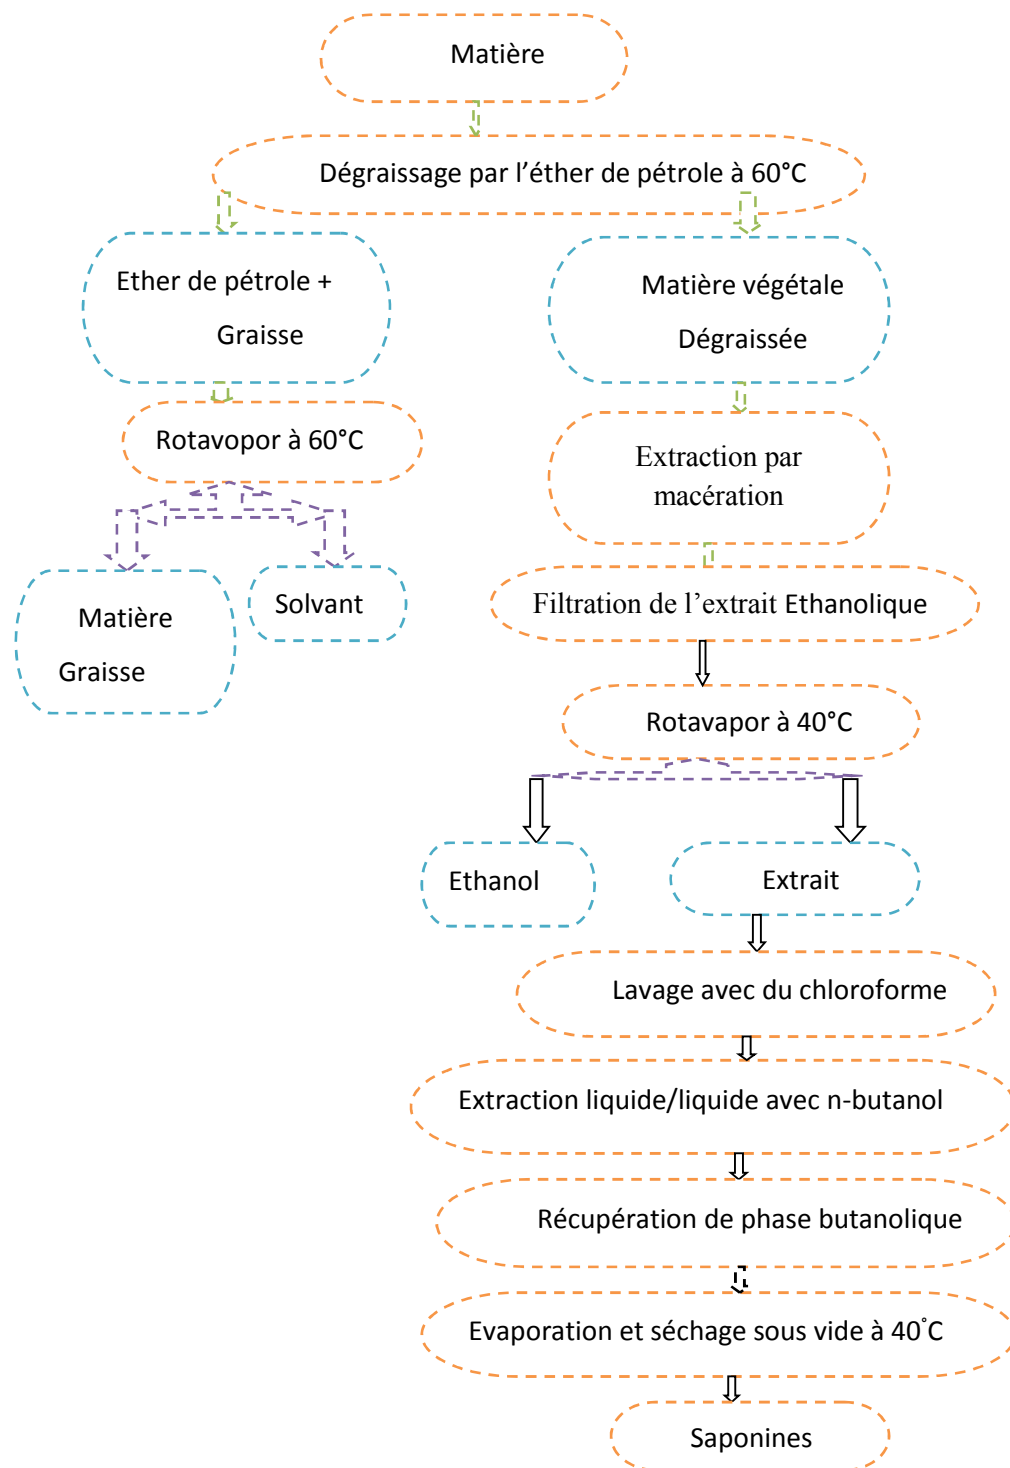 Matière
Dégraissage par l'éther de pétrole à 60°C
Ether de pétrole +
Graisse
Matière végétale
Dégraissée
Rotavopor à 60°C
Extraction par
macération
Matière
Graisse
Solvant
Filtration de l'extrait Ethanolique
Rotavapor à 40°C
Ethanol
Extrait
Lavage avec du chloroforme
Extraction liquide/liquide avec n-butanol
Récupération de phase butanolique
Evaporation et séchage sous vide à 40°C
Saponines